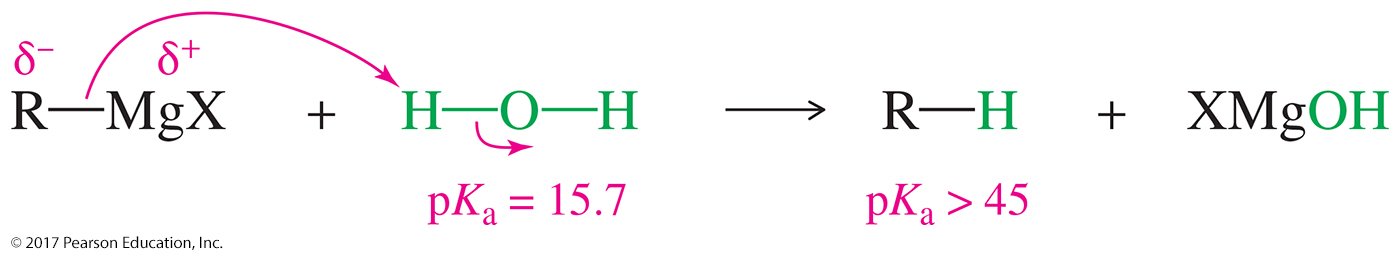 δ− δ+
R—MgX + H—O—H ⟶ R—H + XMgOH
pKa = 15.7 pKa > 45
© 2017 Pearson Education, Inc.